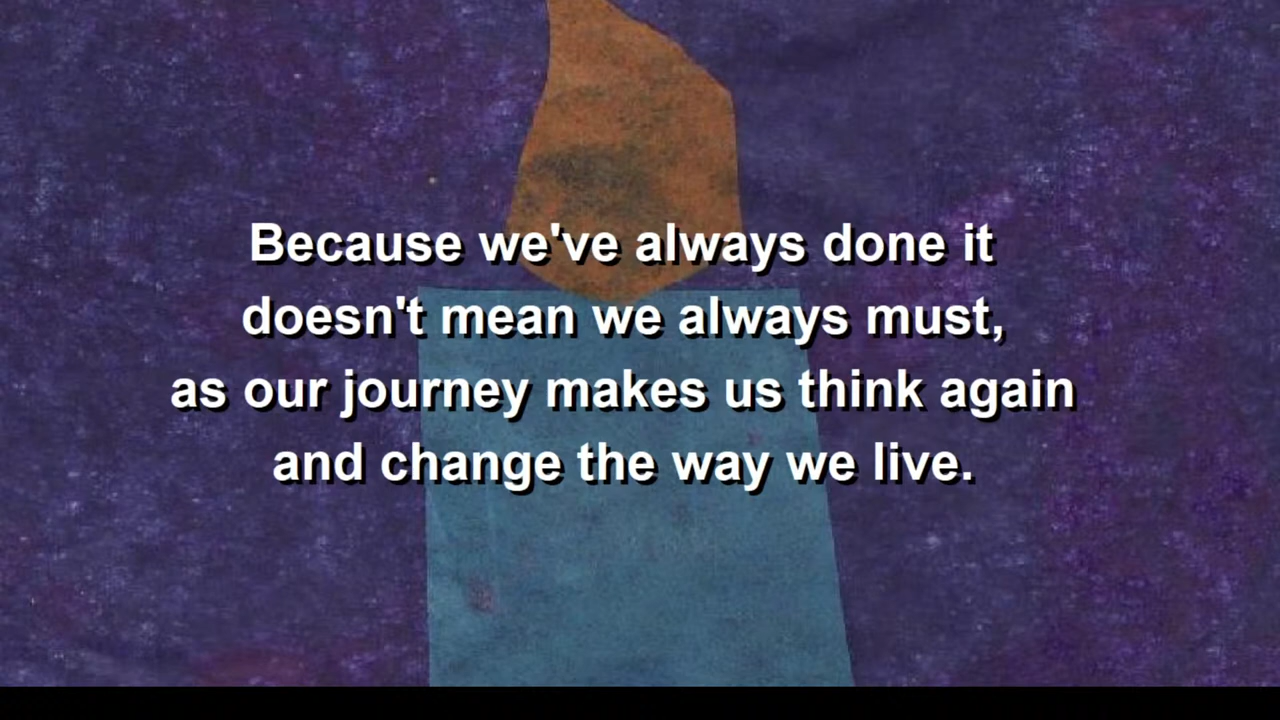 Because we've always done it
doesn't mean we always must,
as our journey makes us think again
and change the way we live.